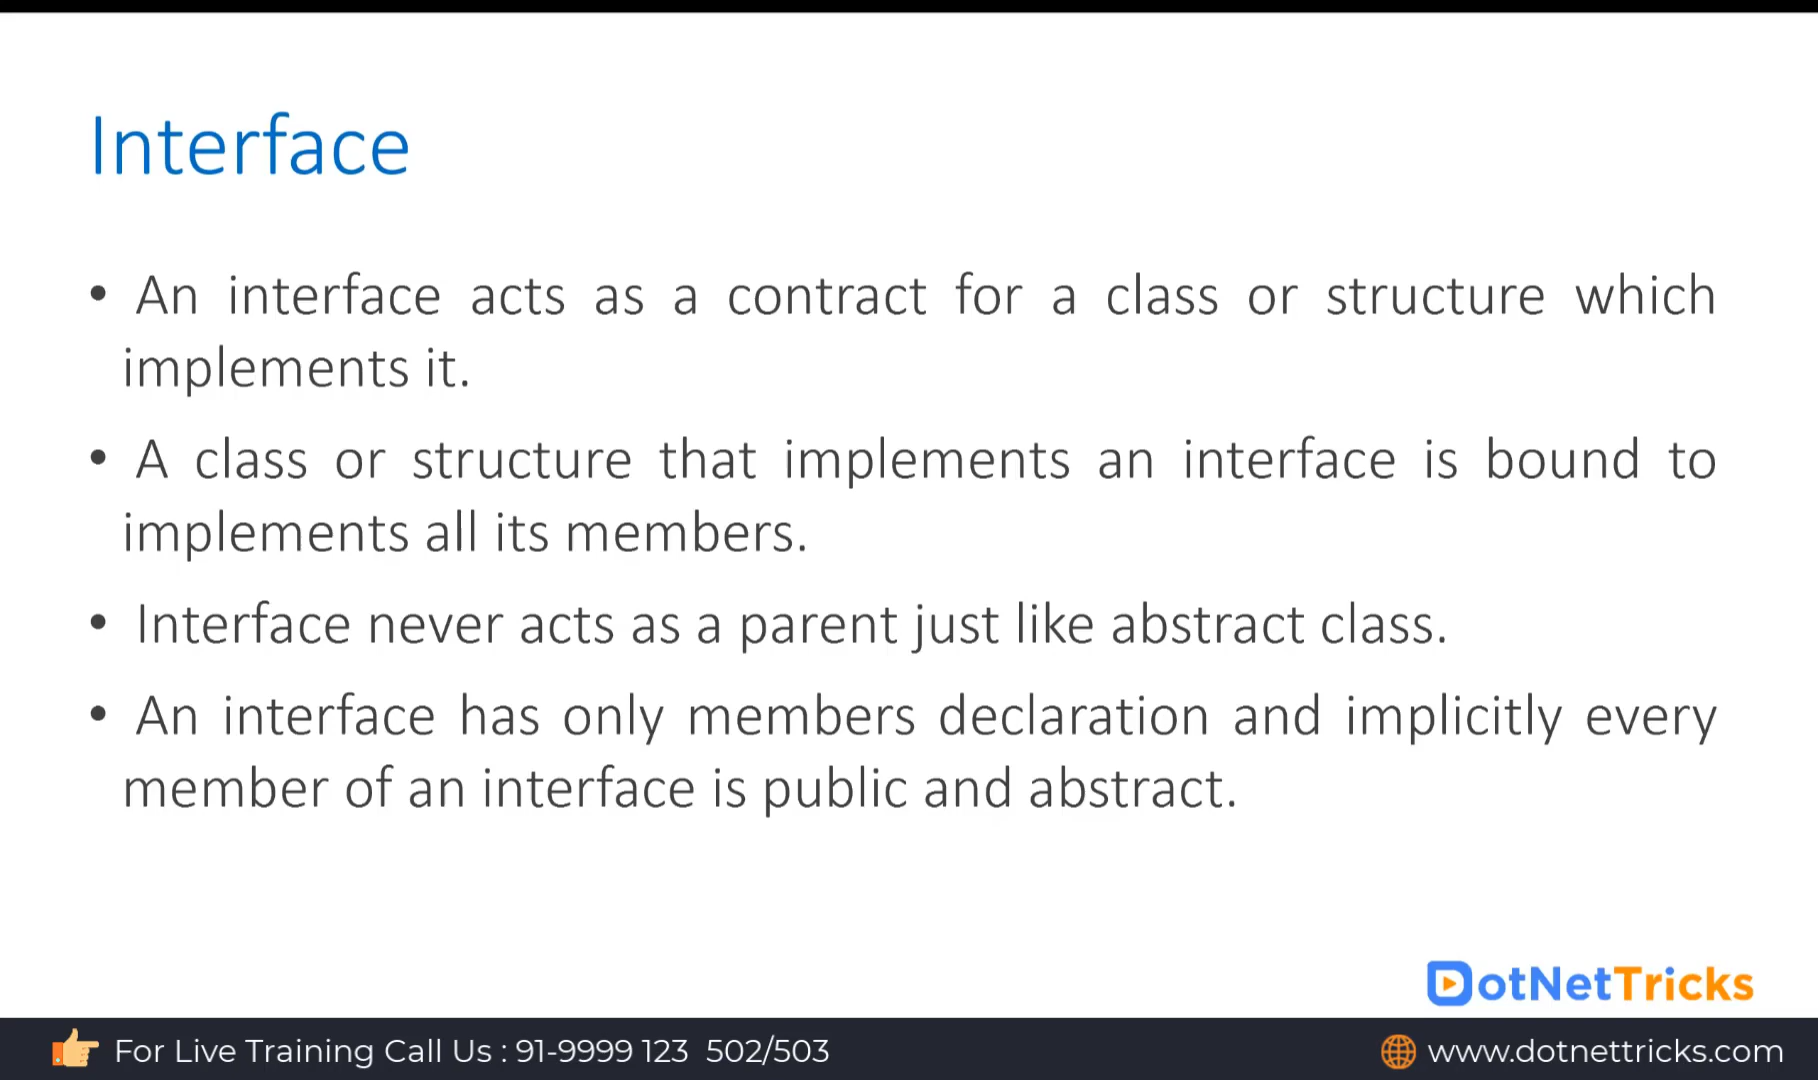 Interface
• An interface acts as a contract for a class or structure which
implements it.
• A class or structure that implements an interface is bound to
implements all its members.
• Interface never acts as a parent just like abstract class.
• An interface has only members declaration and implicitly every
member of an interface is public and abstract.
DotNetTricks
For Live Training Call Us : 91-9999 123 502/503
www.dotnettricks.com